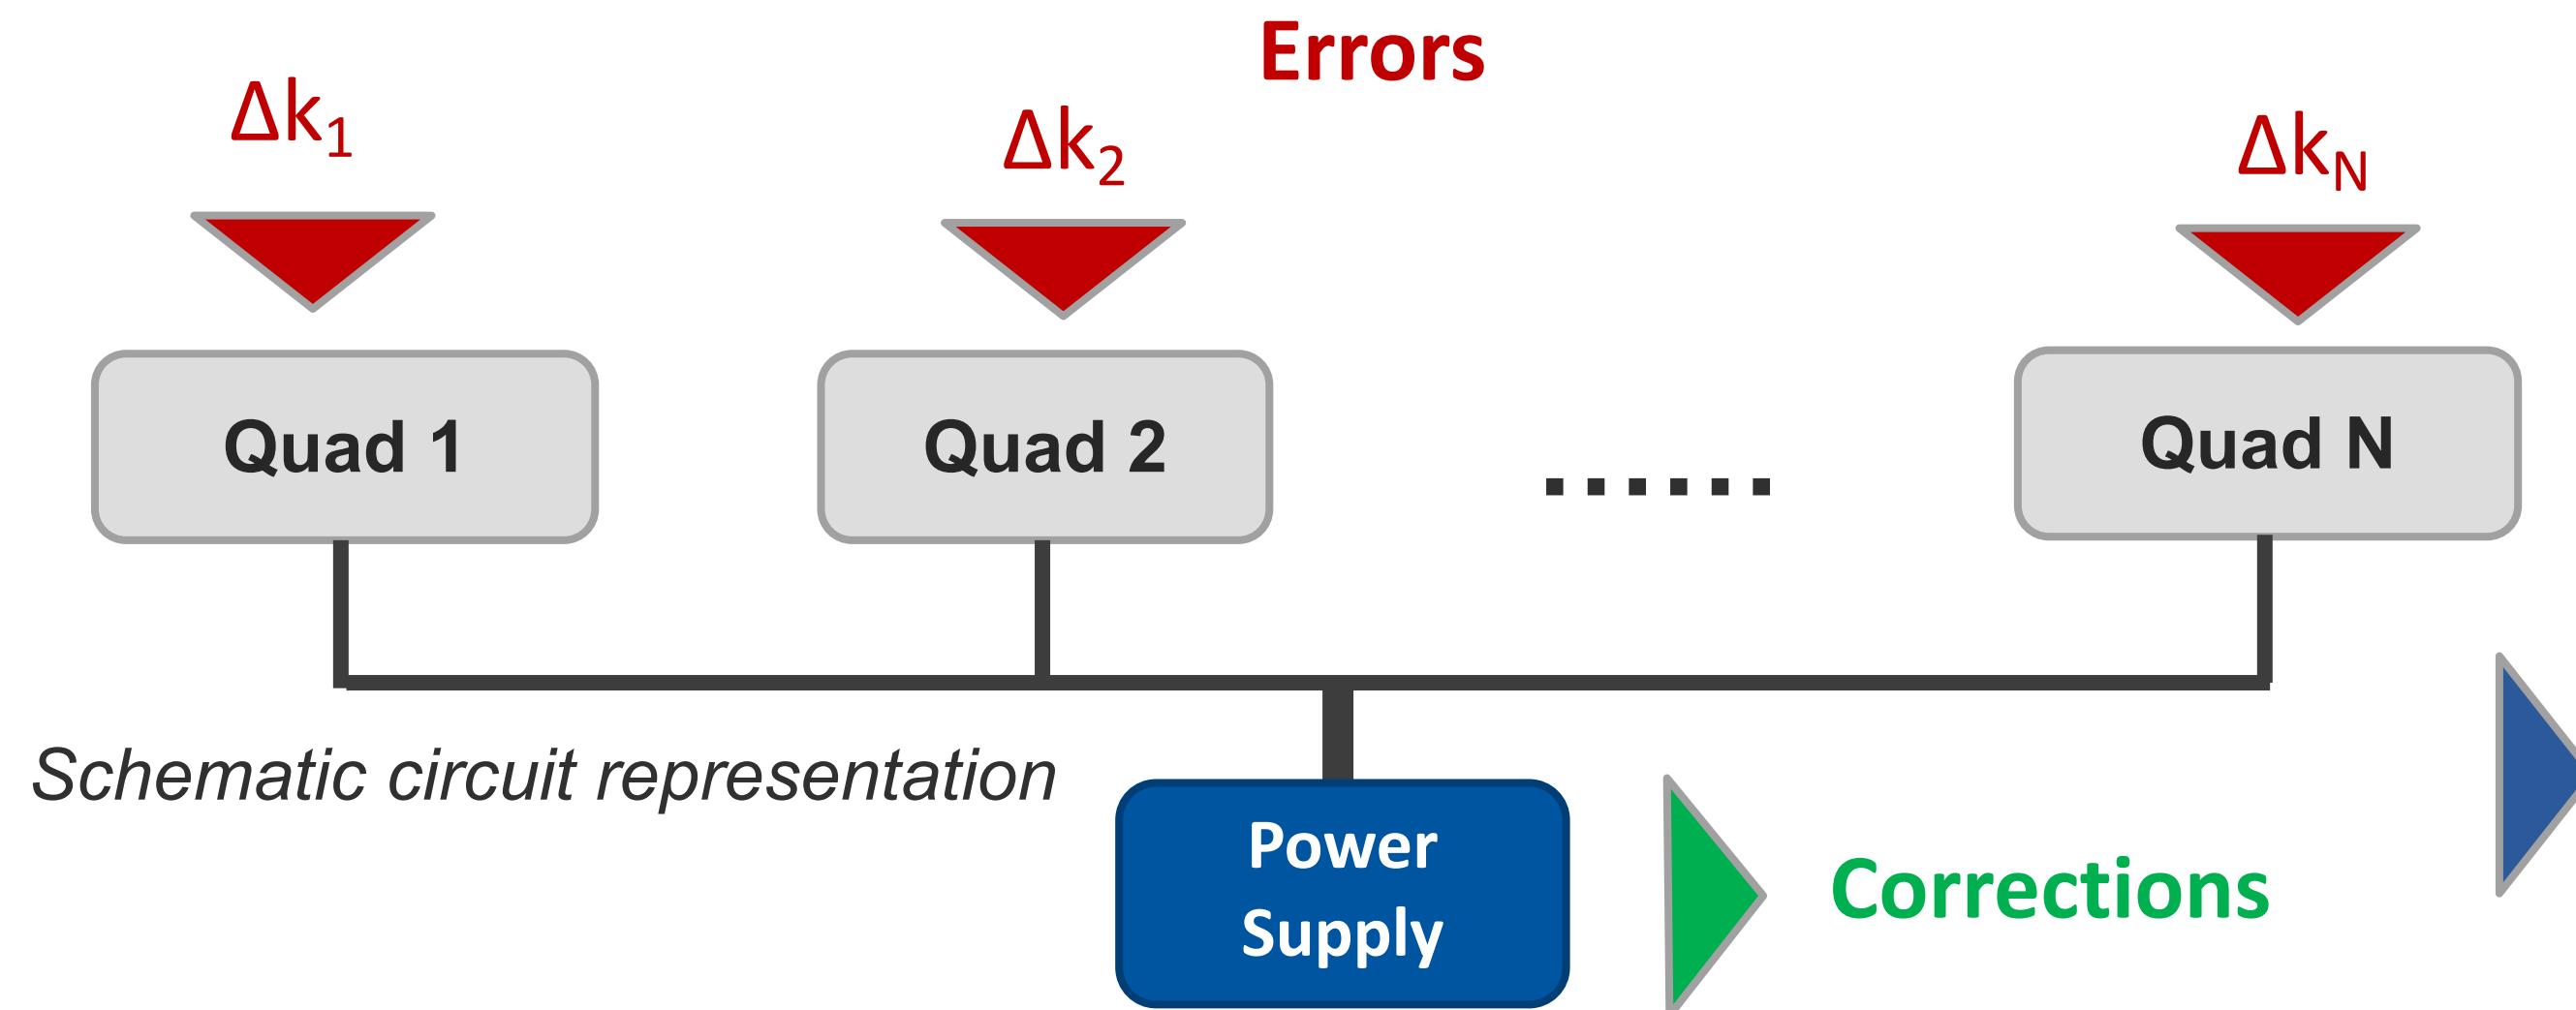 Errors
Δk1
Δk2
ΔkN
Quad 1
Quad 2
......
Quad N
Schematic circuit representation
Power
Supply
Corrections